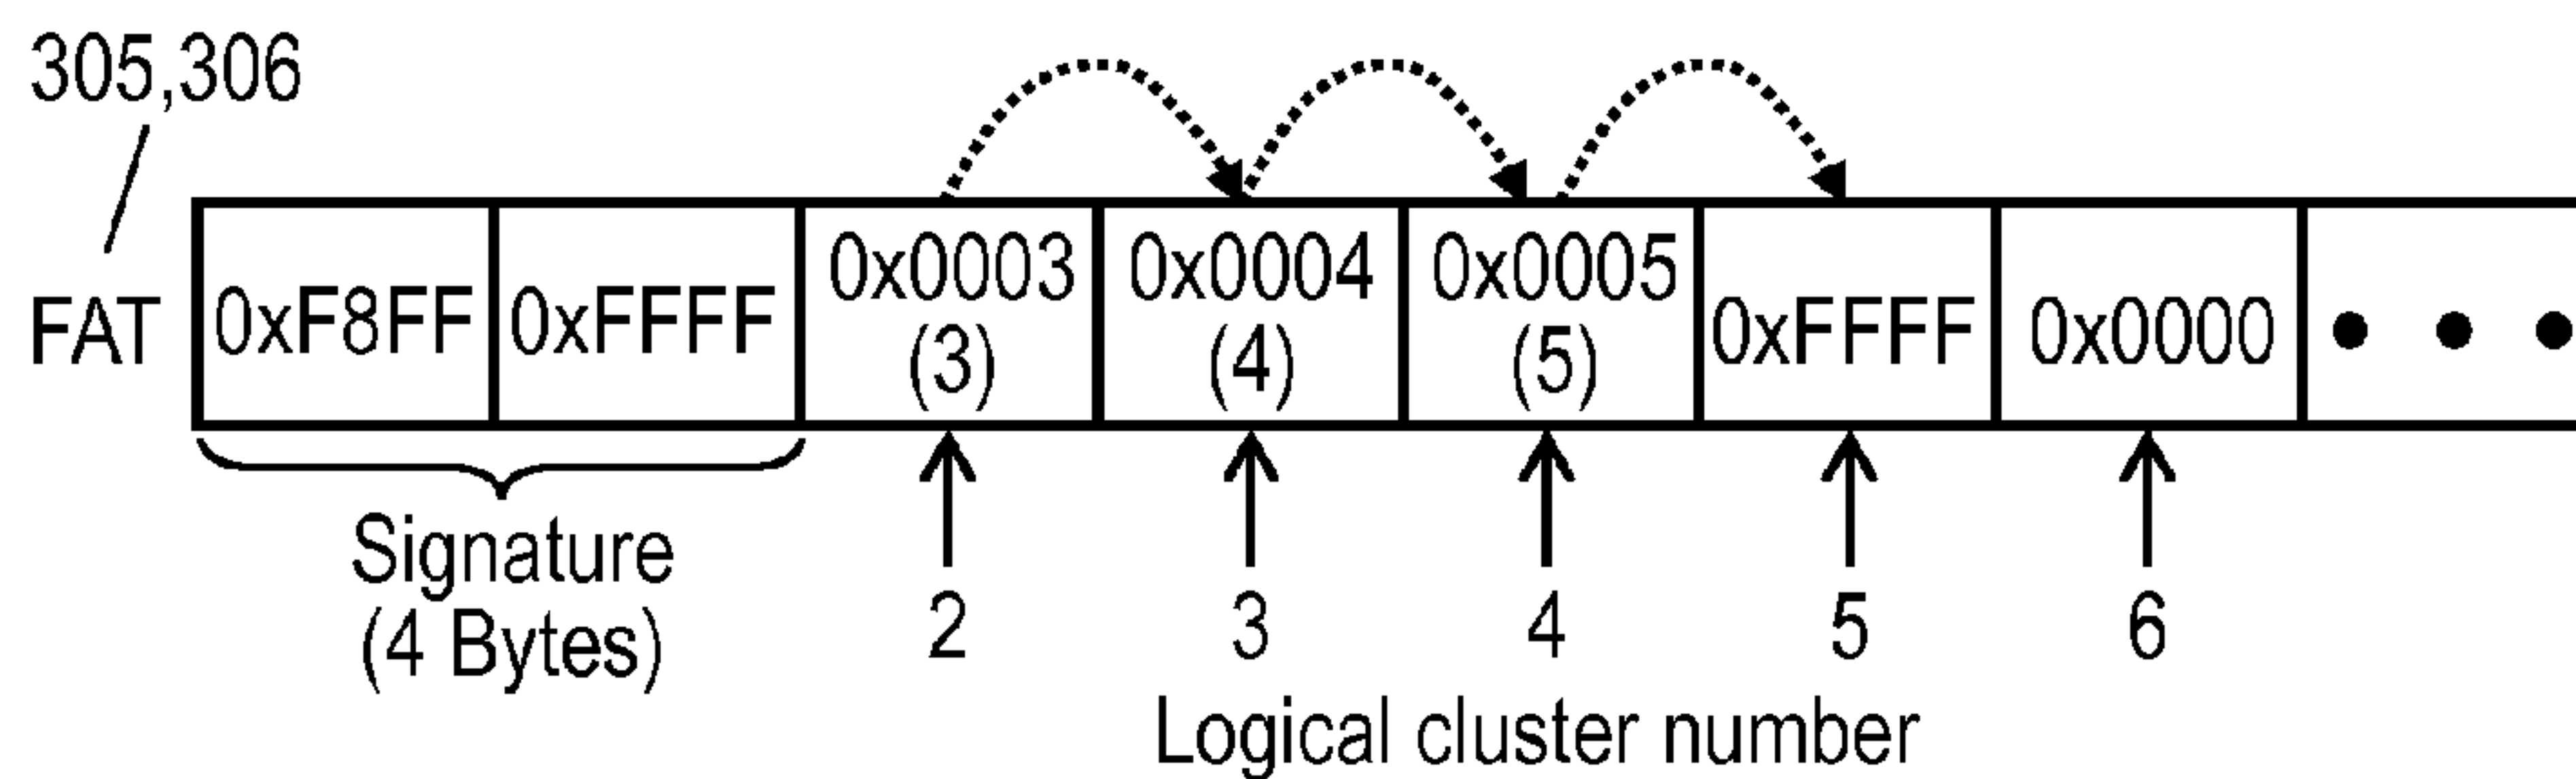 305,306
FAT
0xF8FF 0xFFFF 0x0003 0x0004 0x0005 0xFFFF 0x0000 ● ● ●
(3) (4) (5)
Signature
(4 Bytes)
2 3 4 5 6
Logical cluster number